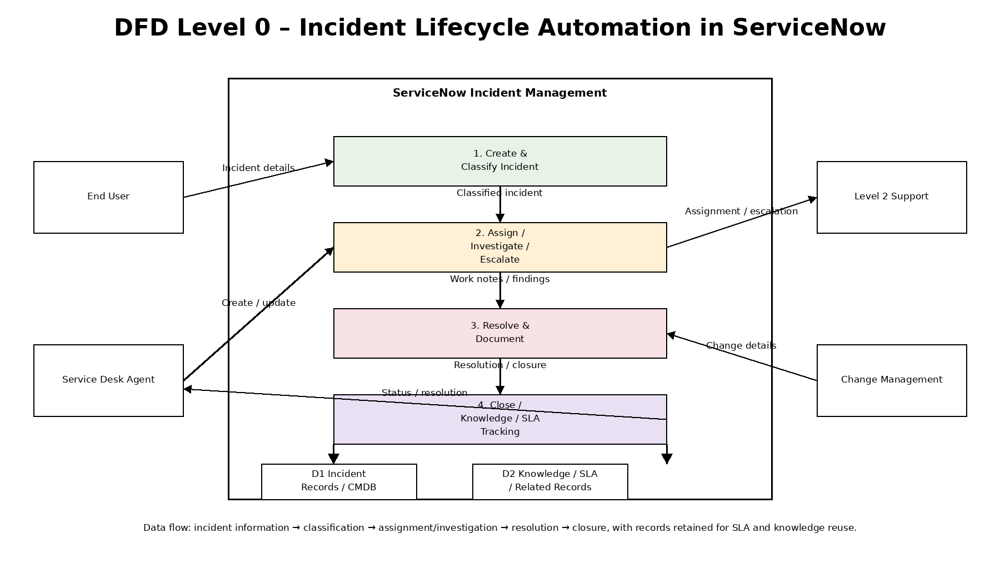 DFD Level 0 – Incident Lifecycle Automation in ServiceNow
ServiceNow Incident Management
1. Create &
Classify Incident
Incident details
End User
Level 2 Support
Classified incident
Assignment / escalation
2. Assign /
Investigate /
Escalate
Work notes / findings
Create / update
3. Resolve &
Document
Change details
Resolution / closure
Service Desk Agent
Change Management
Status / resolution
4. Close /
Knowledge / SLA
Tracking
D1 Incident
Records / CMDB
D2 Knowledge / SLA
/ Related Records
Data flow: incident information → classification → assignment/investigation → resolution → closure, with records retained for SLA and knowledge reuse.